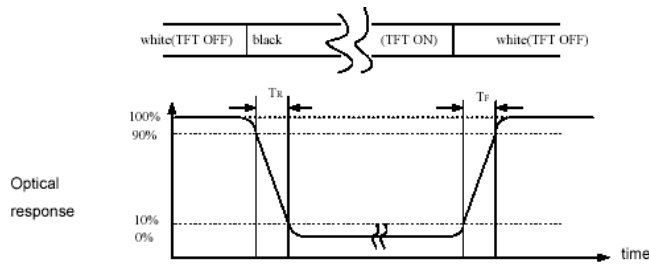 white(TFT OFF) black (TFT ON) white(TFT OFF)
TR TF
100%
90%
Optical
response
10%
0%
time